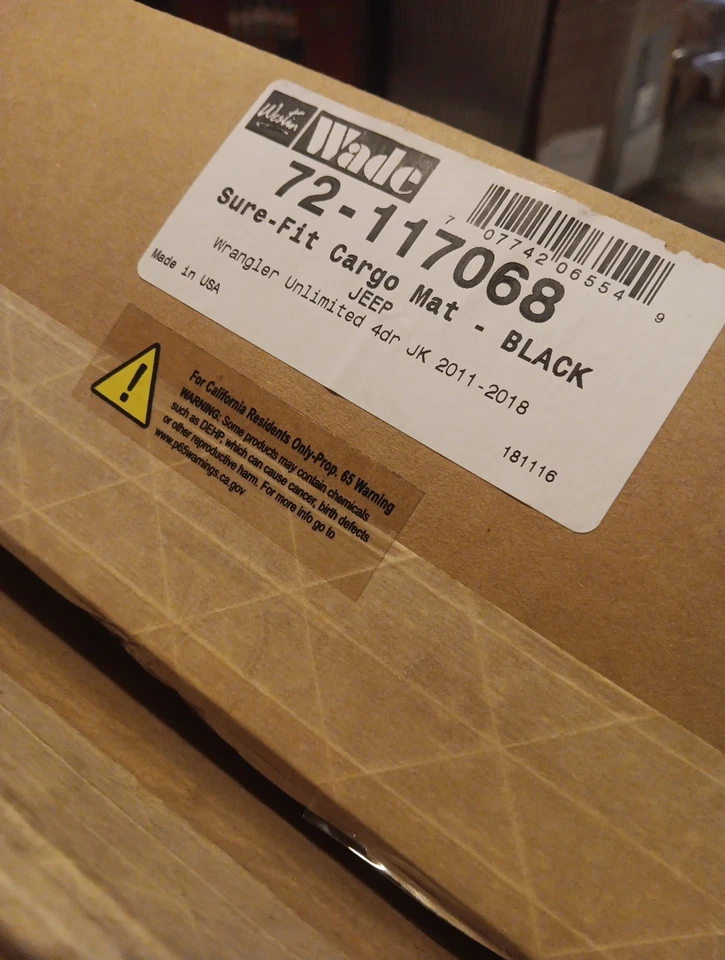 Westin
Wade
72-117068
7 07742 06554 9
Sure-Fit Cargo Mat - BLACK
JEEP
Wrangler Unlimited 4dr JK 2011-2018
Made in USA
181116
For California Residents Only-Prop. 65 Warning
WARNING: Some products may contain chemicals
such as DEHP, which can cause cancer, birth defects
or other reproductive harm. For more info go to
www.p65warnings.ca.gov